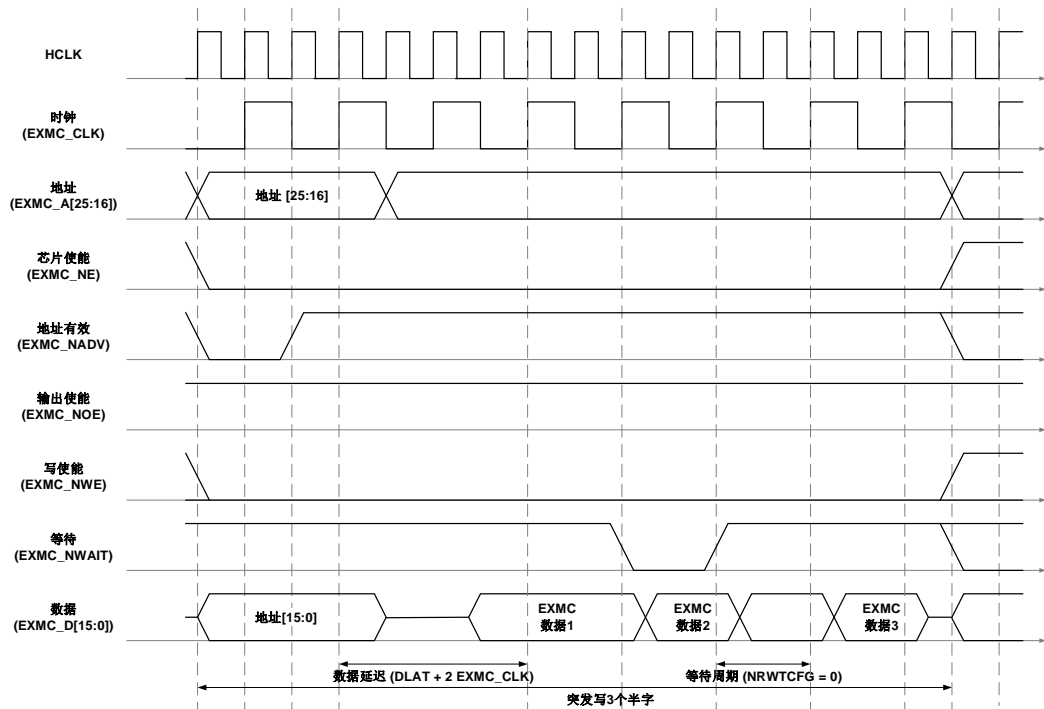 HCLK
时钟
(EXMC_CLK)
地址
(EXMC_A[25:16])
地址 [25:16]
芯片使能
(EXMC_NE)
地址有效
(EXMC_NADV)
输出使能
(EXMC_NOE)
写使能
(EXMC_NWE)
等待
(EXMC_NWAIT)
数据
(EXMC_D[15:0])
地址[15:0]
EXMC
数据1
EXMC
数据2
EXMC
数据3
数据延迟 (DLAT + 2 EXMC_CLK)
等待周期 (NRWTCFG = 0)
突发写3个半字